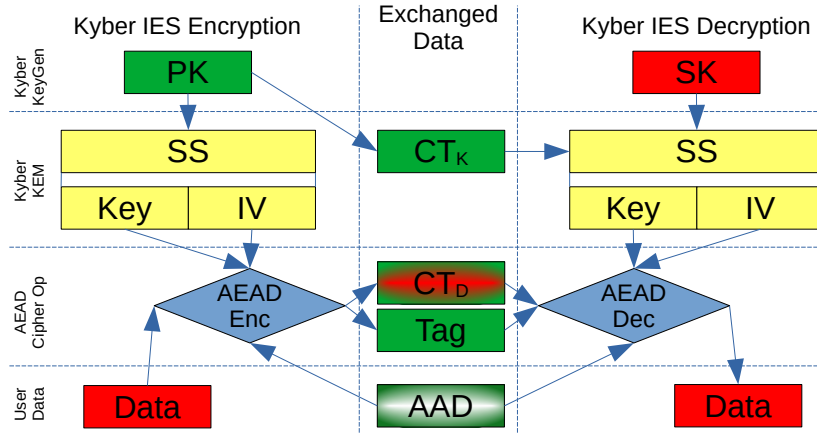 Kyber IES Encryption
Exchanged
Data
Kyber IES Decryption
Kyber
KeyGen
PK
SK
Kyber
KEM
SS
CTK
SS
Key
IV
Key
IV
AEAD
Cipher Op
AEAD
Enc
CTD
Tag
AEAD
Dec
User
Data
Data
AAD
Data